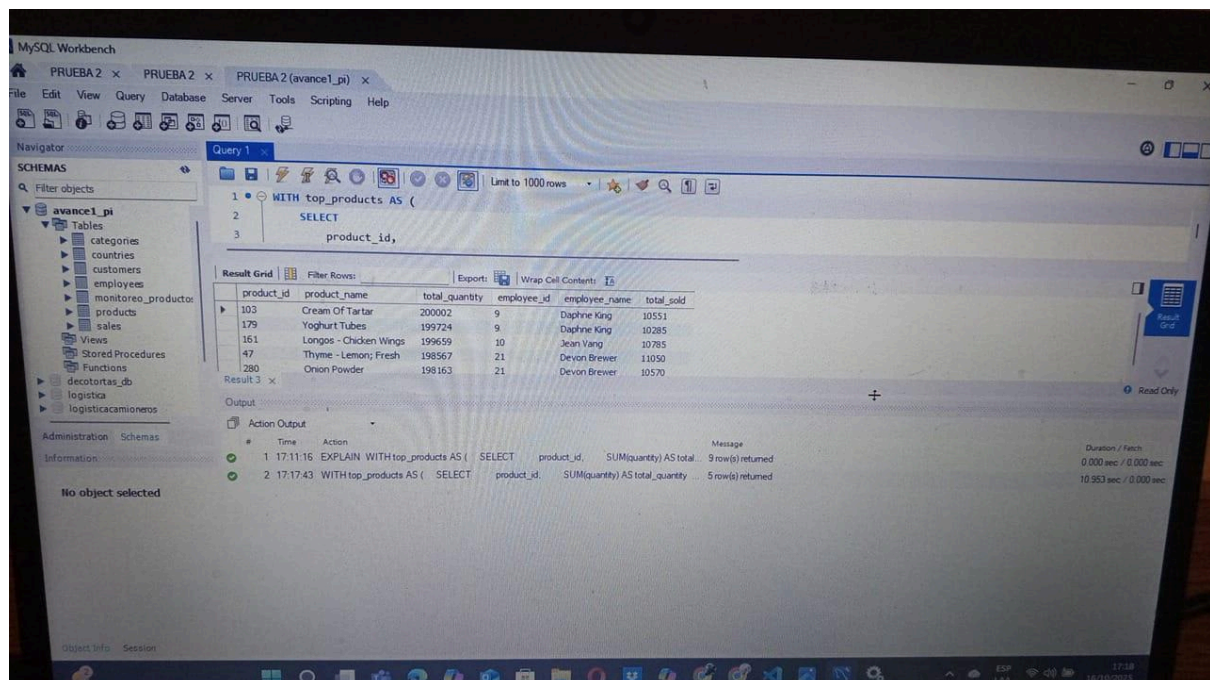 MySQL Workbench
PRUEBA 2 × PRUEBA 2 × PRUEBA 2 (avance1_pi) ×
File Edit View Query Database Server Tools Scripting Help
Navigator
SCHEMAS
Filter objects
avance1_pi
Tables
categories
countries
customers
employees
monitoreo_productos
products
sales
Views
Stored Procedures
Functions
decotortas_db
logistica
logisticacamioneros
Administration Schemas
Information
No object selected
Object Info Session
Query 1 ×
Limit to 1000 rows
1 WITH top_products AS (
2 SELECT
3 product_id,
Result Grid Filter Rows: Export: Wrap Cell Content:
product_id product_name total_quantity employee_id employee_name total_sold
103 Cream Of Tartar 200002 9 Daphne King 10551
179 Yoghurt Tubes 199724 9 Daphne King 10285
161 Longos - Chicken Wings 199659 10 Jean Vang 10785
47 Thyme - Lemon; Fresh 198567 21 Devon Brewer 11050
280 Onion Powder 198163 21 Devon Brewer 10570
Result Grid
Result 3 ×
Read Only
Output
Action Output
# Time Action Message Duration / Fetch
1 17:11:16 EXPLAIN WITH top_products AS ( SELECT product_id, SUM(quantity) AS total... 9 row(s) returned 0.000 sec / 0.000 sec
2 17:17:43 WITH top_products AS ( SELECT product_id, SUM(quantity) AS total_quantity ... 5 row(s) returned 10.953 sec / 0.000 sec
ESP
17:18